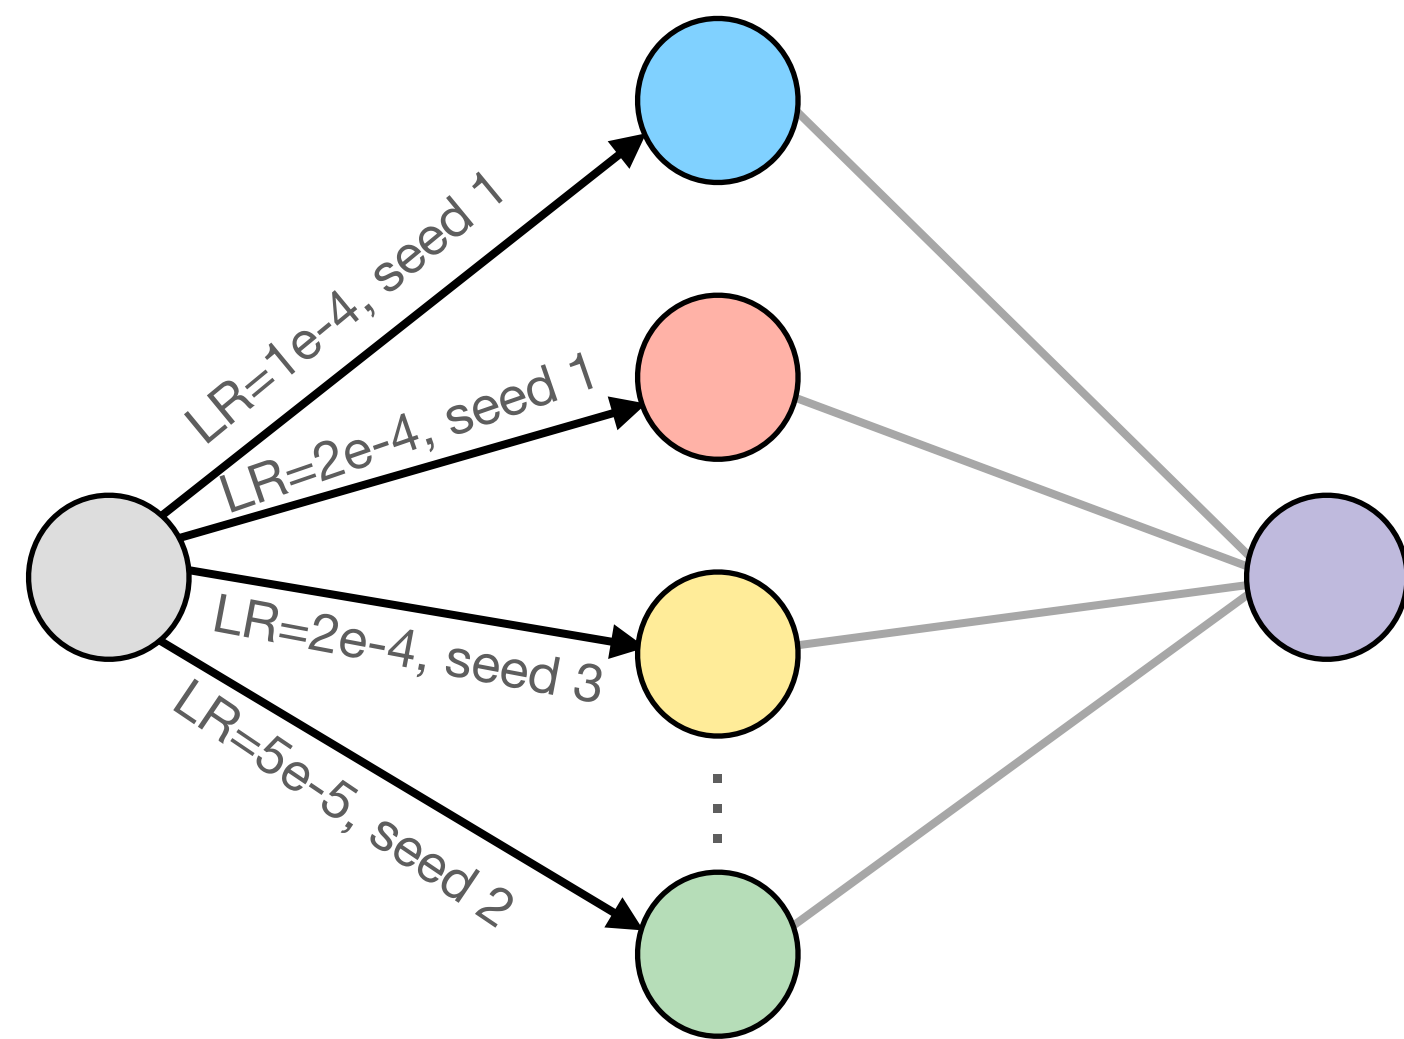 LR=1e-4, seed 1
LR=2e-4, seed 1
LR=2e-4, seed 3
LR=5e-5, seed 2